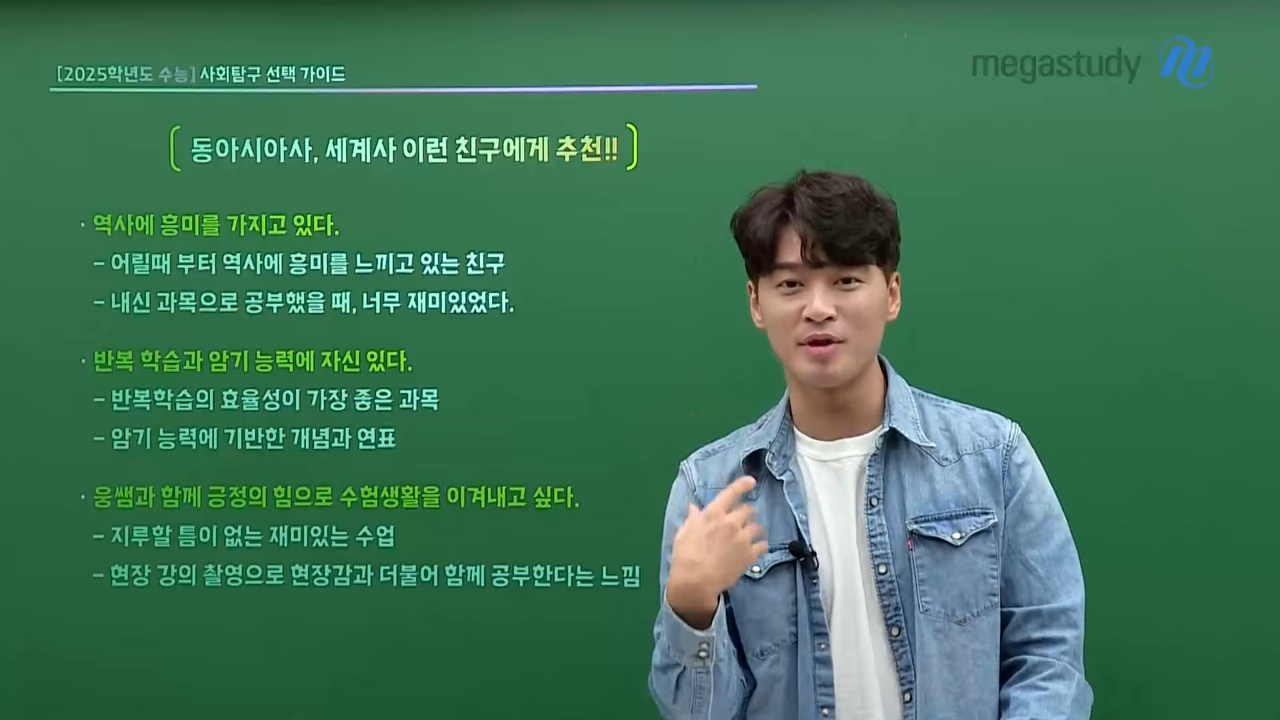 [2025학년도 수능] 사회탐구 선택 가이드
megastudy
동아시아사, 세계사 이런 친구에게 추천!!
· 역사에 흥미를 가지고 있다.
- 어릴때 부터 역사에 흥미를 느끼고 있는 친구
- 내신 과목으로 공부했을 때, 너무 재미있었다.
· 반복 학습과 암기 능력에 자신 있다.
- 반복학습의 효율성이 가장 좋은 과목
- 암기 능력에 기반한 개념과 연표
· 웅쌤과 함께 긍정의 힘으로 수험생활을 이겨내고 싶다.
- 지루할 틈이 없는 재미있는 수업
- 현장 강의 촬영으로 현장감과 더불어 함께 공부한다는 느낌